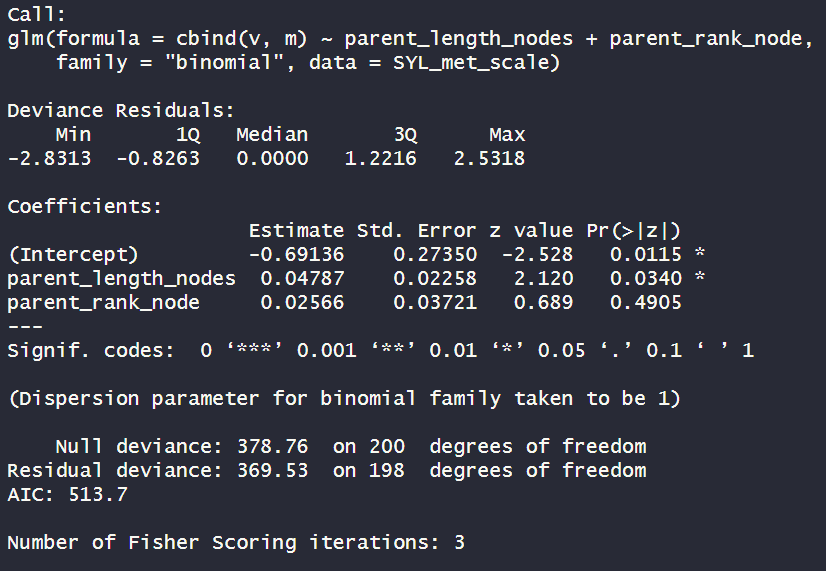 Call:
glm(formula = cbind(v, m) ~ parent_length_nodes + parent_rank_node,
    family = "binomial", data = SYL_met_scale)

Deviance Residuals:
    Min       1Q   Median       3Q      Max
-2.8313  -0.8263   0.0000   1.2216   2.5318

Coefficients:
                    Estimate Std. Error z value Pr(>|z|)
(Intercept)         -0.69136    0.27350  -2.528   0.0115 *
parent_length_nodes  0.04787    0.02258   2.120   0.0340 *
parent_rank_node     0.02566    0.03721   0.689   0.4905
---
Signif. codes:  0 ‘***’ 0.001 ‘**’ 0.01 ‘*’ 0.05 ‘.’ 0.1 ‘ ’ 1

(Dispersion parameter for binomial family taken to be 1)

    Null deviance: 378.76  on 200  degrees of freedom
Residual deviance: 369.53  on 198  degrees of freedom
AIC: 513.7

Number of Fisher Scoring iterations: 3